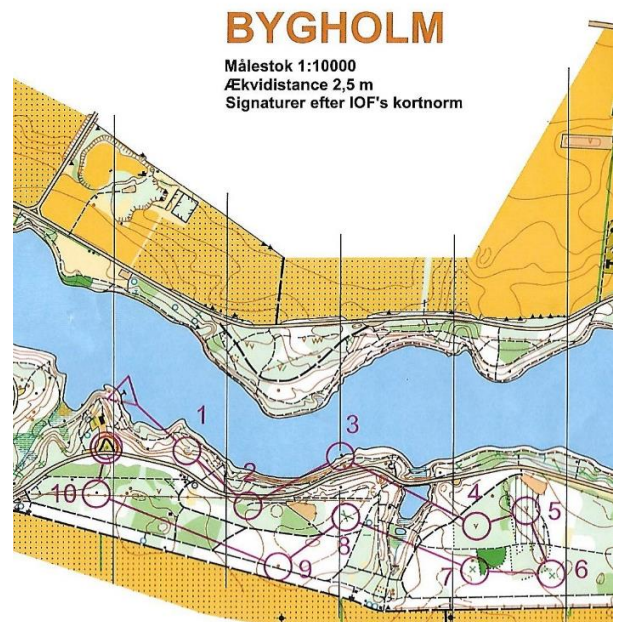 BYGHOLM
Målestok 1:10000
Ækvidistance 2,5 m
Signaturer efter IOF's kortnorm
1
3
2
4
5
10
8
9
7
6